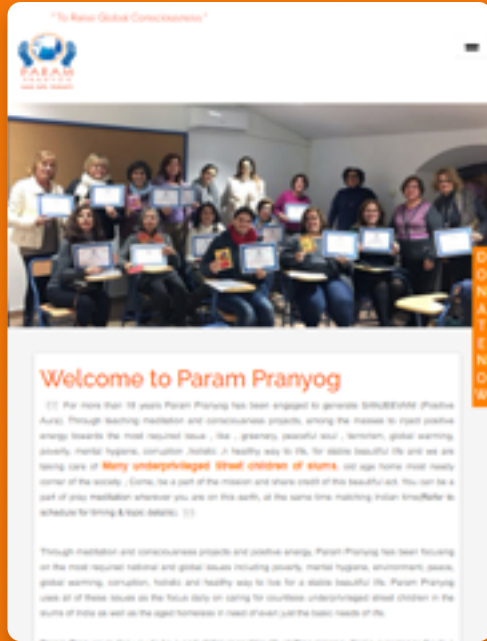 " To Raise Global Consciousness "
PARAM
PRANYOG
Welcome to Param Pranyog
For more than 18 years Param Pranyog has been engaged to generate SANJEEVANI (Positive
Aura). Through teaching meditation and consciousness projects, among the masses to inject positive
energy towards the most required issue , like , greenery, peaceful soul , terrorism, global warming,
poverty, mental hygiene, corruption ,holistic ,A healthy way to life, for stable beautiful life and we are
taking care of Many underprivileged Street children of slums, old age home most needy
corner of the society , Come, be a part of the mission and share credit of this beautiful act. You can be a
part of pray meditation wherever you are on this earth, at the same time matching Indian time(Refer to
schedule for timing & topic details).
Through meditation and consciousness projects and positive energy, Param Pranyog has been focusing
on the most required national and global issues including poverty, mental hygiene, environment, peace,
global warming, corruption, holistic and healthy way to live for a stable beautiful life. Param Pranyog
uses all of these issues as the focus daily on caring for countless underprivileged street children in the
slums of India as well as the aged homeless in need of even just the basic needs of life.
DONATE NOW